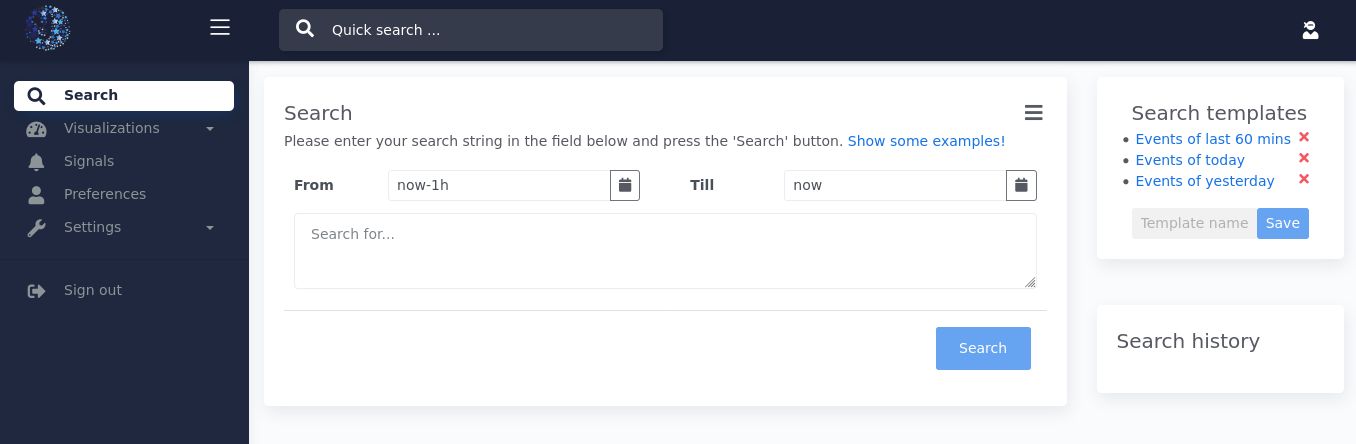 Quick search ...
Search
Visualizations
Signals
Preferences
Settings
Sign out
Search
Please enter your search string in the field below and press the 'Search' button. Show some examples!
From now-1h Till now
Search for...
Search
Search templates
Events of last 60 mins
Events of today
Events of yesterday
Template name Save
Search history